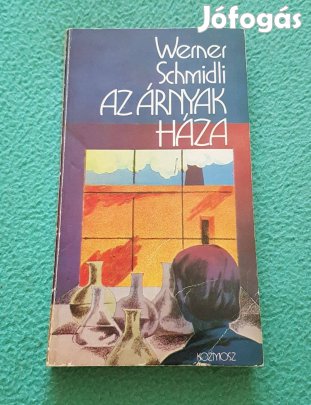 Jófogás
Werner
Schmidli
AZ ÁRNYAK
HÁZA
KOZMOSZ